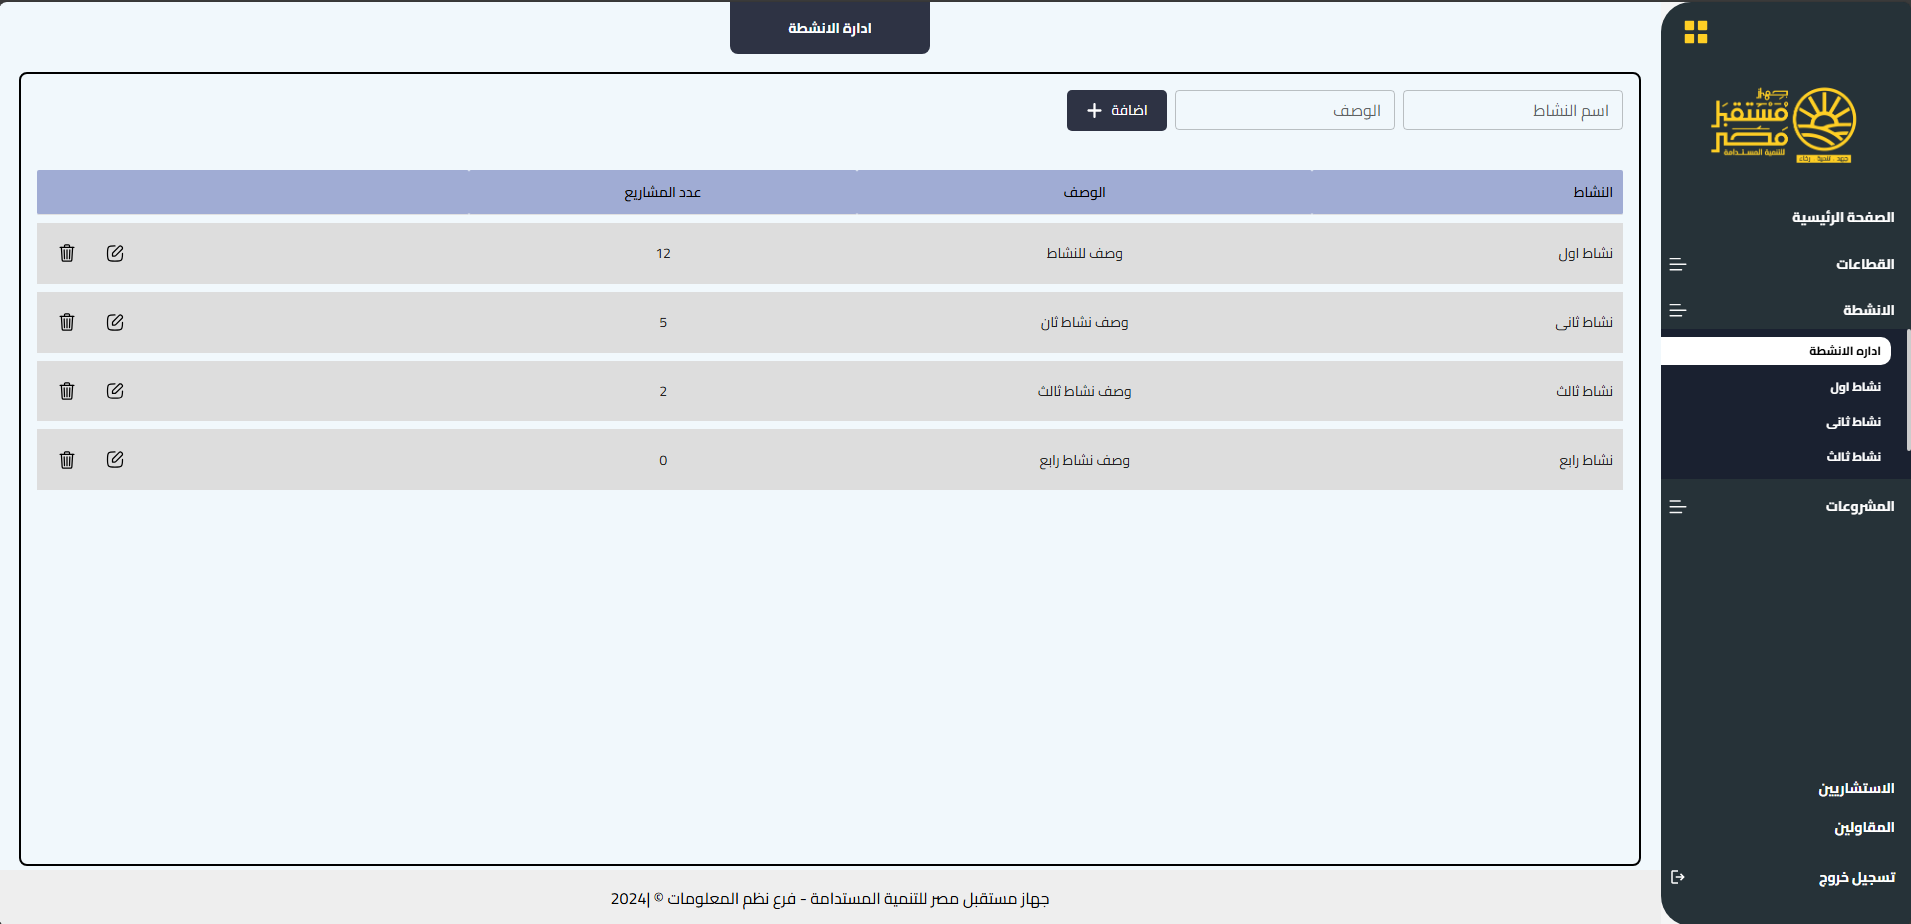 ادارة الانشطة
اسم النشاط
الوصف
اضافة
النشاط
الوصف
عدد المشاريع
نشاط اول
وصف للنشاط
12
نشاط ثانى
وصف نشاط ثان
5
نشاط ثالث
وصف نشاط ثالث
2
نشاط رابع
وصف نشاط رابع
0
جهاز
مستقبل
مصر
للتنمية المستدامة
جهد تنمية رخاء
الصفحة الرئيسية
القطاعات
الانشطة
اداره الانشطة
نشاط اول
نشاط ثانى
نشاط ثالث
المشروعات
الاستشاريين
المقاولين
تسجيل خروج
جهاز مستقبل مصر للتنمية المستدامة - فرع نظم المعلومات © |2024